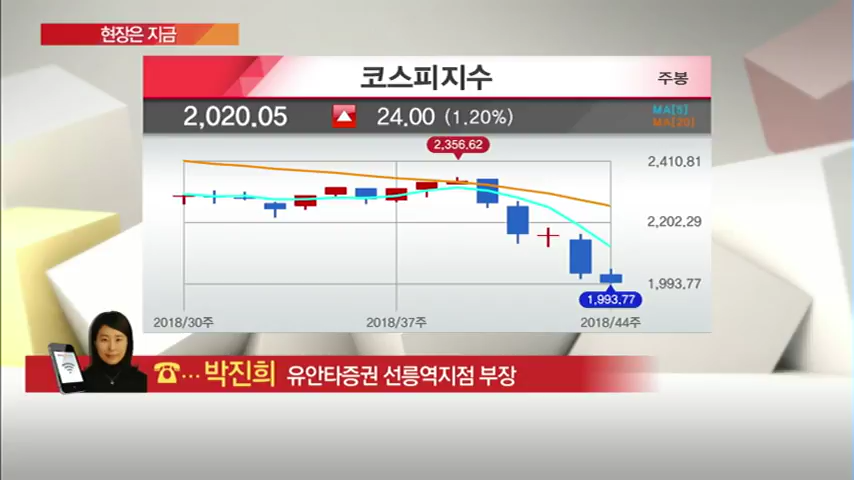 현장은 지금
코스피지수
주봉
2,020.05 24.00 (1.20%)
MA[5]
MA[20]
2,356.62
2,410.81
2,202.29
1,993.77
1,993.77
2018/30주 2018/37주 2018/44주
박진희 유안타증권 선릉역지점 부장